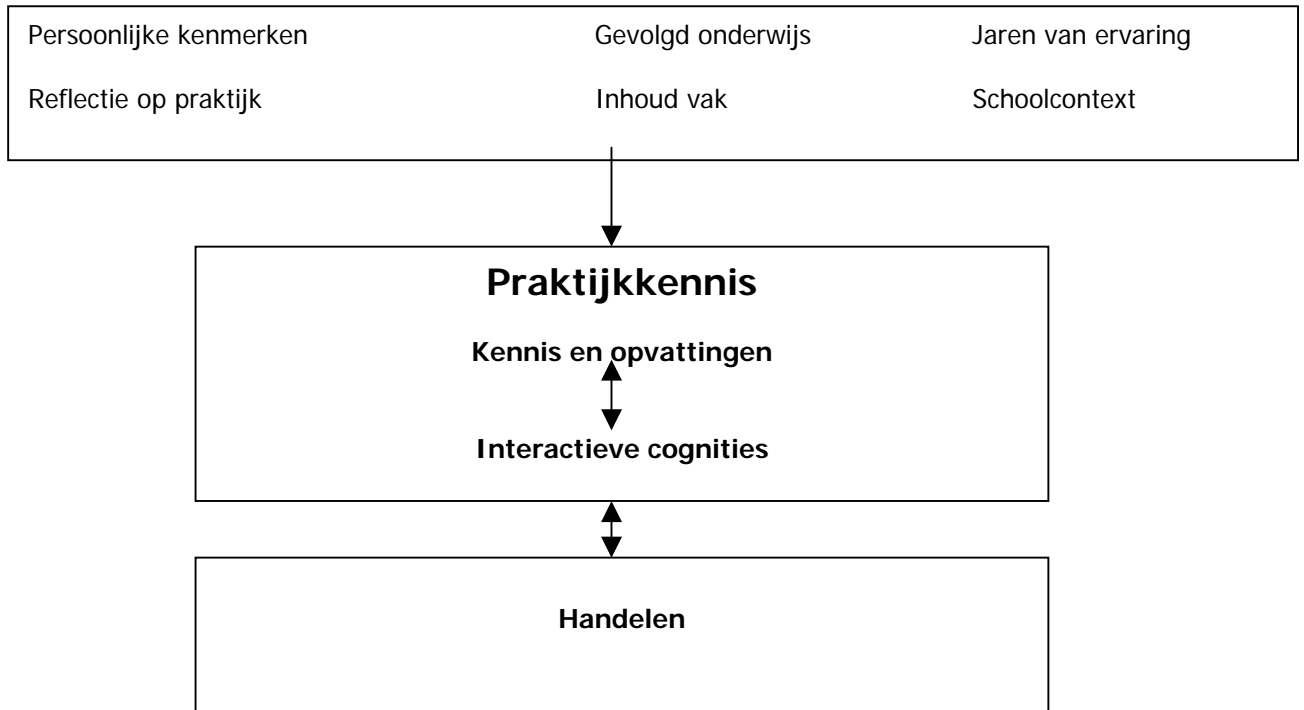 Persoonlijke kenmerken Gevolgd onderwijs Jaren van ervaring
Reflectie op praktijk Inhoud vak Schoolcontext
Praktijkkennis
Kennis en opvattingen
Interactieve cognities
Handelen